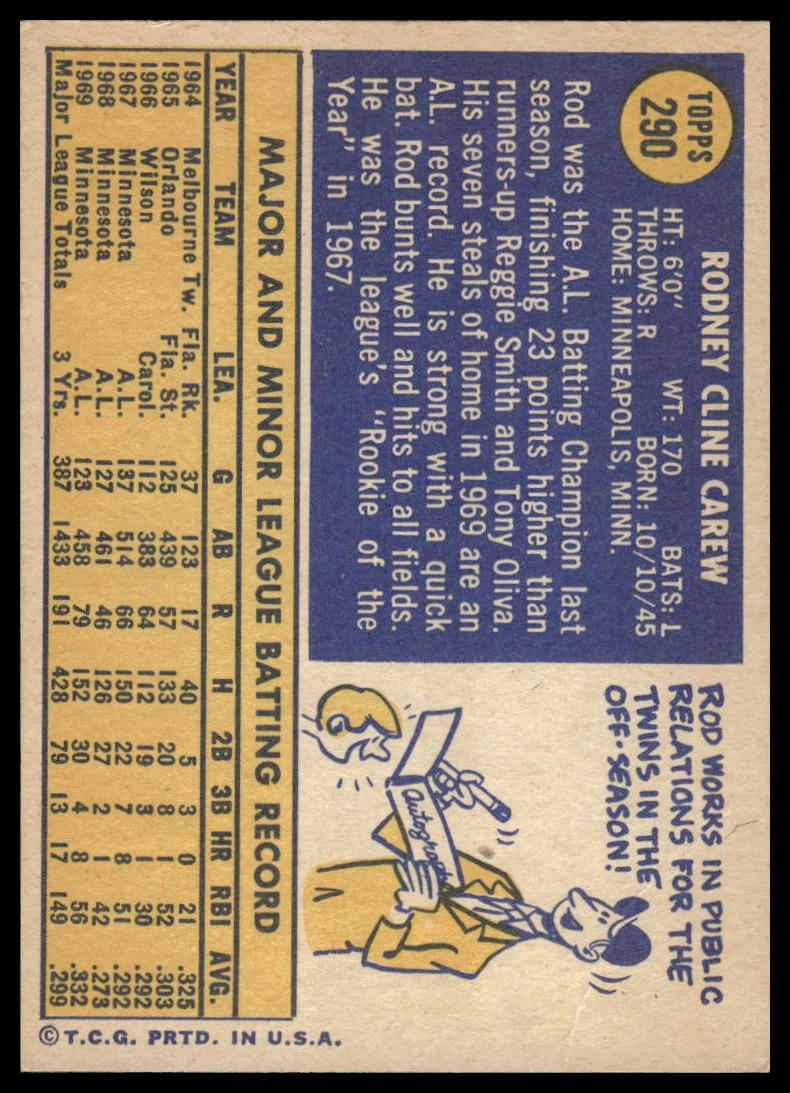 TOPPS
290
RODNEY CLINE CAREW
HT: 6'0" WT: 170 BATS: L
THROWS: R BORN: 10/10/45
HOME: MINNEAPOLIS, MINN.
Rod was the A.L. Batting Champion last
season, finishing 23 points higher than
runners-up Reggie Smith and Tony Oliva.
His seven steals of home in 1969 are an
A.L. record. He is strong with a quick
bat. Rod bunts well and hits to all fields.
He was the league's "Rookie of the
Year" in 1967.
ROD WORKS IN PUBLIC
RELATIONS FOR THE
TWINS IN THE
OFF-SEASON!
Autograph
MAJOR AND MINOR LEAGUE BATTING RECORD
YEAR TEAM LEA. G AB R H 2B 3B HR RBI AVG.
1964 Melbourne Tw. Fla. Rk. 37 123 17 40 5 3 0 21 .325
1965 Orlando Fla. St. 125 439 57 133 20 8 1 52 .303
1966 Wilson Carol. 112 383 64 112 19 3 1 30 .292
1967 Minnesota A.L. 137 514 66 150 22 7 8 51 .292
1968 Minnesota A.L. 127 461 46 126 27 2 1 42 .273
1969 Minnesota A.L. 123 458 79 152 30 4 8 56 .332
Major League Totals 3 Yrs. 387 1433 191 428 79 13 17 149 .299
© T.C.G. PRTD. IN U.S.A.